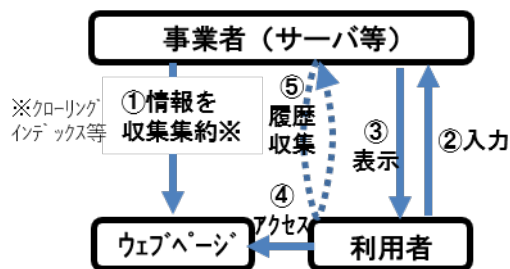 事業者（サーバ等）
※クローリング
インデックス等
①情報を
収集集約※
⑤
履歴
収集
③
表示
②入力
④
アクセス
ウェブページ
利用者